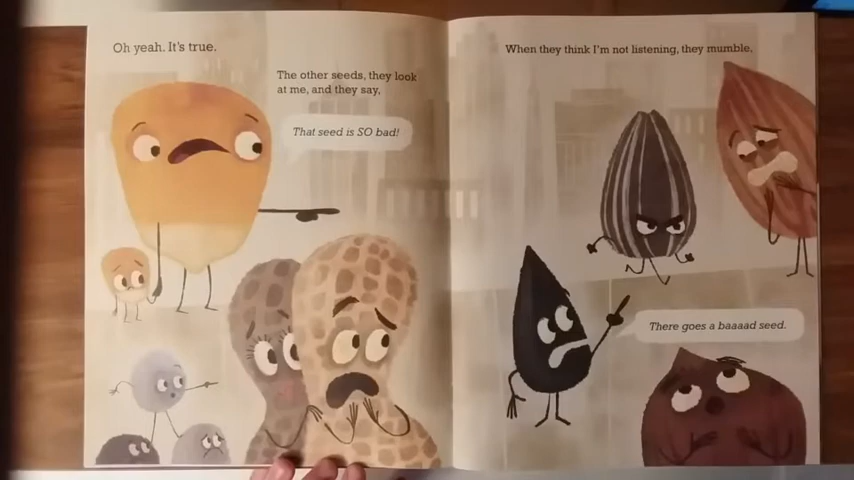 Oh yeah. It's true.
The other seeds, they look
at me, and they say,
That seed is SO bad!
When they think I'm not listening, they mumble,
There goes a baaaad seed.